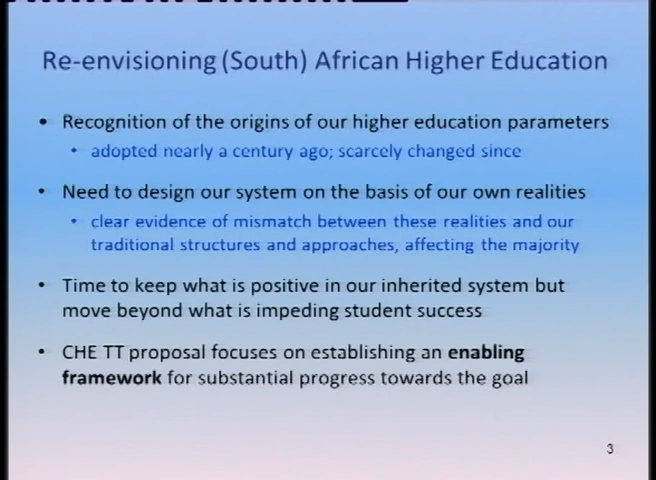 Re-envisioning (South) African Higher Education
• Recognition of the origins of our higher education parameters
• adopted nearly a century ago; scarcely changed since
• Need to design our system on the basis of our own realities
• clear evidence of mismatch between these realities and our
traditional structures and approaches, affecting the majority
• Time to keep what is positive in our inherited system but
move beyond what is impeding student success
• CHE TT proposal focuses on establishing an enabling
framework for substantial progress towards the goal
3